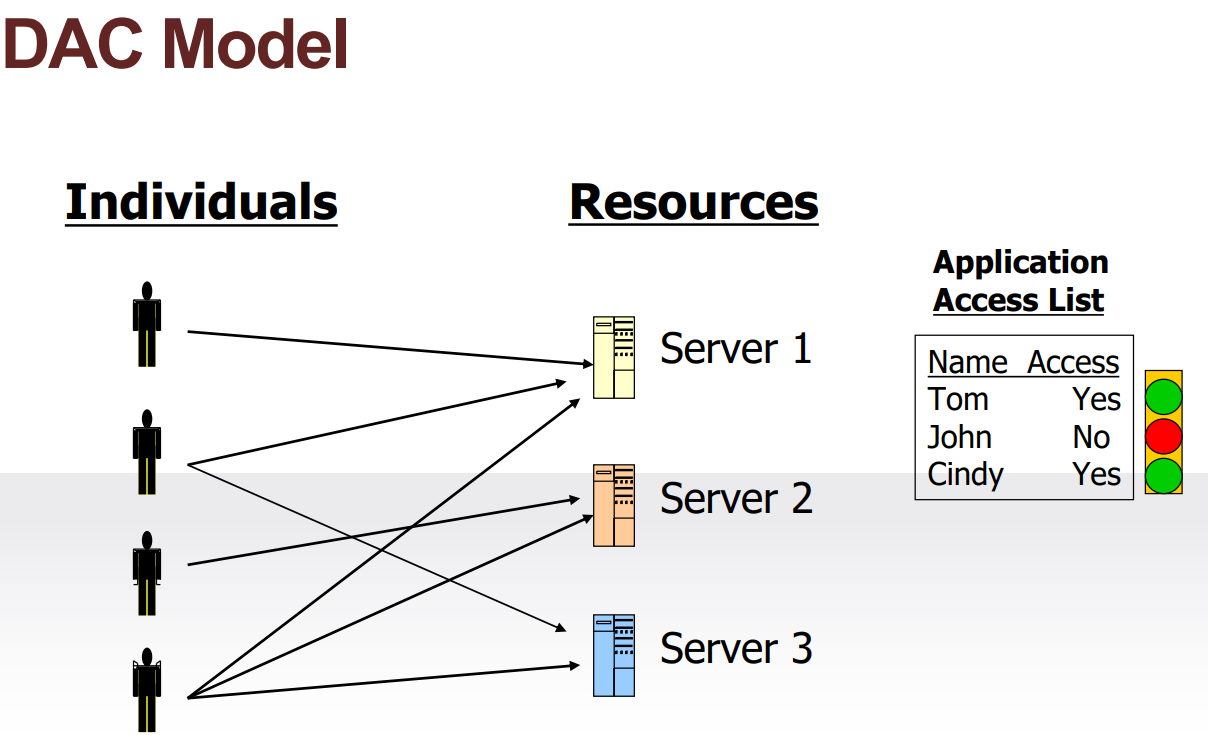 DAC Model
Individuals
Resources
Server 1
Server 2
Server 3
Application
Access List
Name Access
Tom Yes
John No
Cindy Yes